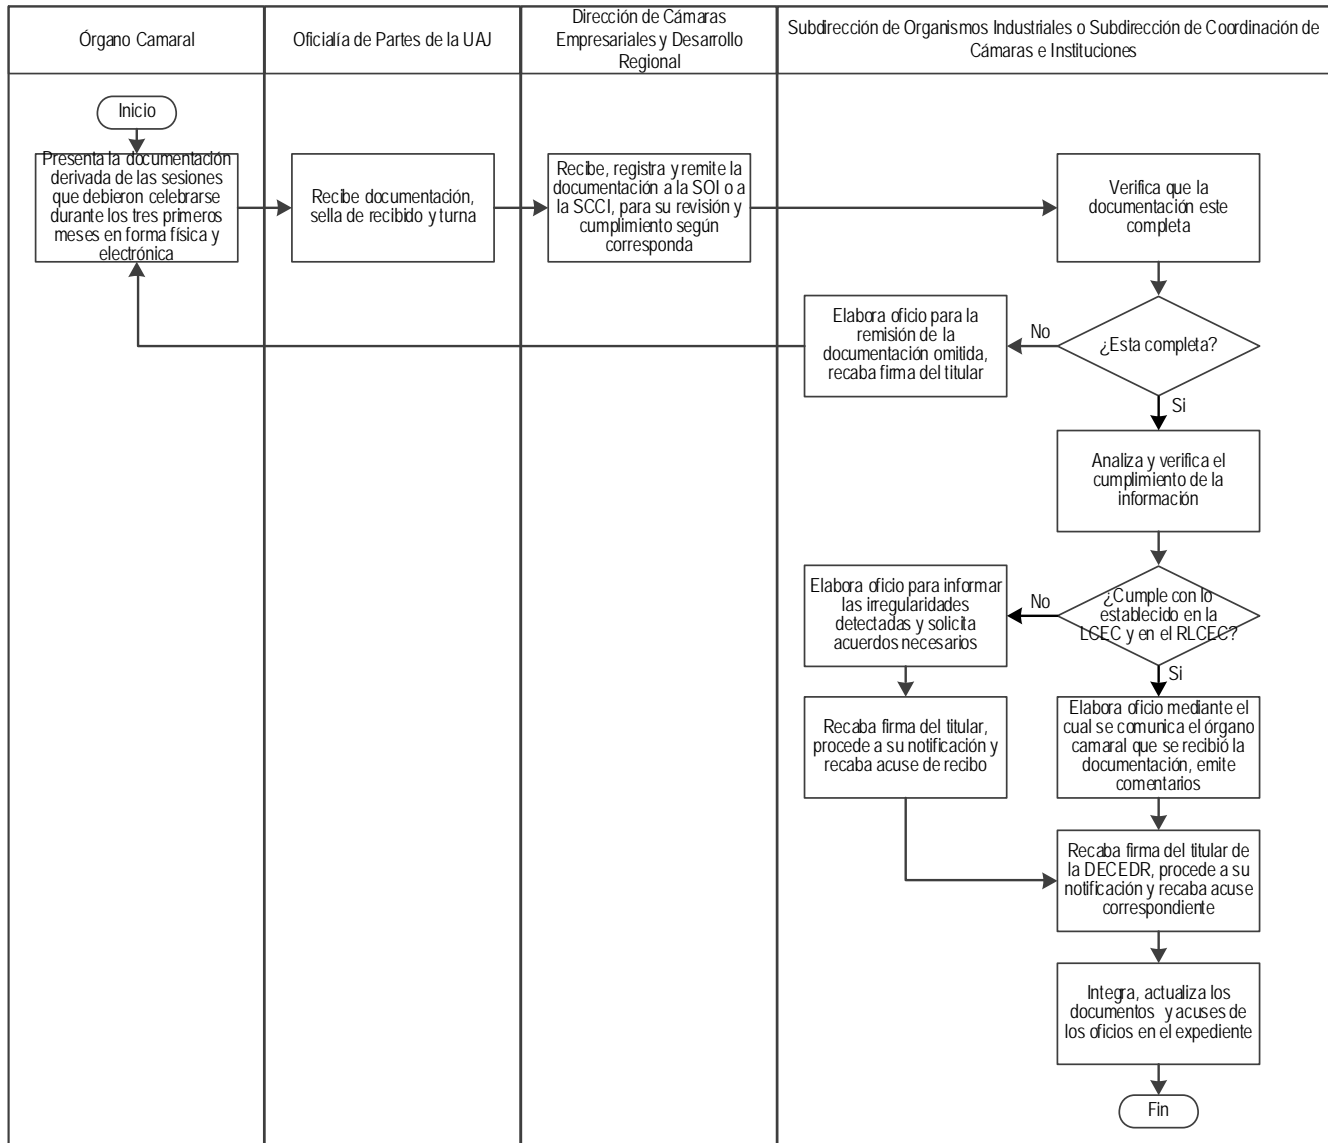 Órgano Camaral
Oficialía de Partes de la UAJ
Dirección de Cámaras
Empresariales y Desarrollo
Regional
Subdirección de Organismos Industriales o Subdirección de Coordinación de
Cámaras e Instituciones
Inicio
Presenta la documentación
derivada de las sesiones
que debieron celebrarse
durante los tres primeros
meses en forma física y
electrónica
Recibe documentación,
sella de recibido y turna
Recibe, registra y remite la
documentación a la SOI o a
la SCCI, para su revisión y
cumplimiento según
corresponda
Verifica que la
documentación este
completa
¿Esta completa?
No
Elabora oficio para la
remisión de la
documentación omitida,
recaba firma del titular
Si
Analiza y verifica el
cumplimiento de la
información
¿Cumple con lo
establecido en la
LCEC y en el RLCEC?
No
Elabora oficio para informar
las irregularidades
detectadas y solicita
acuerdos necesarios
Recaba firma del titular,
procede a su notificación y
recaba acuse de recibo
Si
Elabora oficio mediante el
cual se comunica el órgano
camaral que se recibió la
documentación, emite
comentarios
Recaba firma del titular de
la DECEDR, procede a su
notificación y recaba acuse
correspondiente
Integra, actualiza los
documentos y acuses de
los oficios en el expediente
Fin